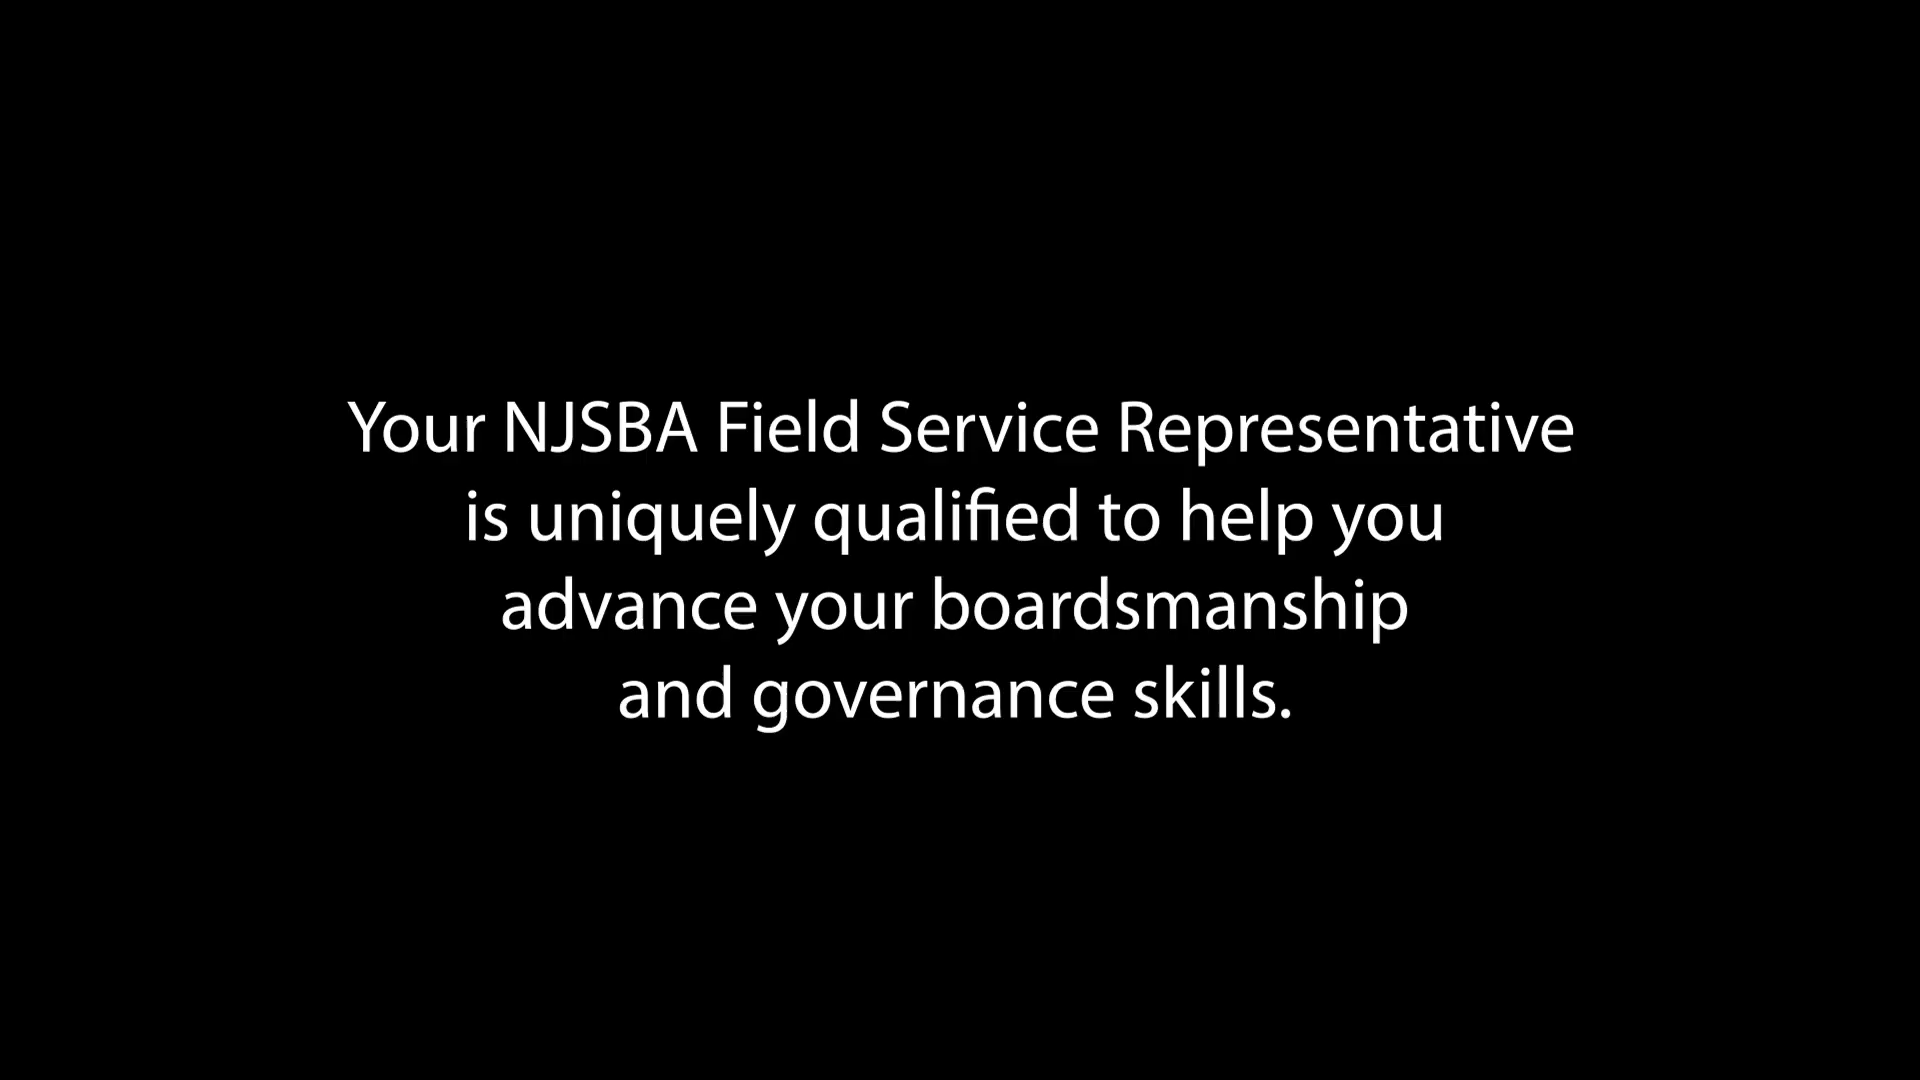 Your NJSBA Field Service Representative
is uniquely qualified to help you
advance your boardsmanship
and governance skills.